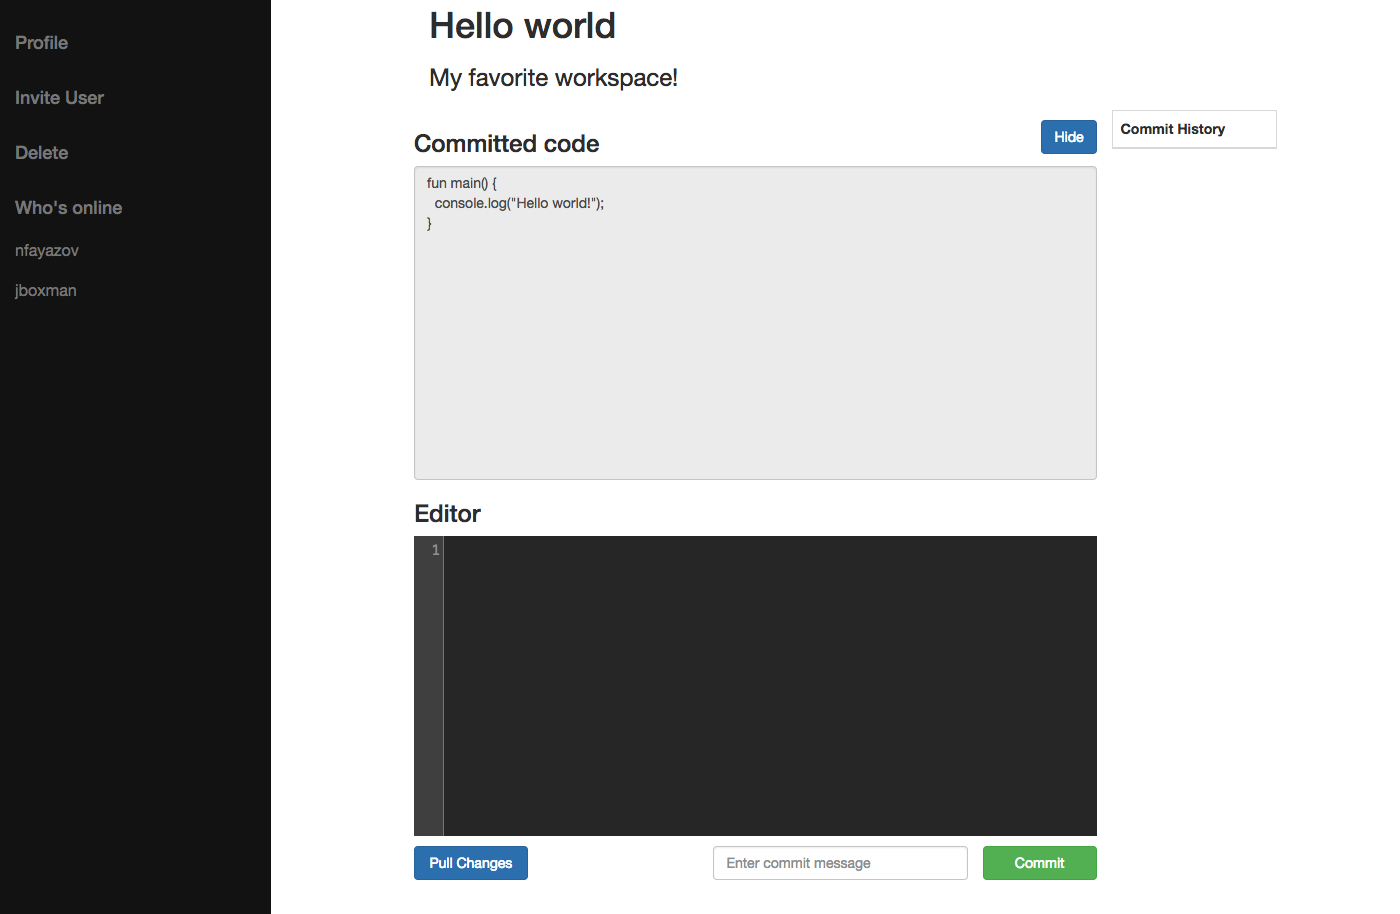 Profile
Invite User
Delete
Who's online
nfayazov
jboxman
Hello world
My favorite workspace!
Committed code
Hide
Commit History
fun main() {
  console.log("Hello world!");
}
Editor
1
Pull Changes
Enter commit message
Commit